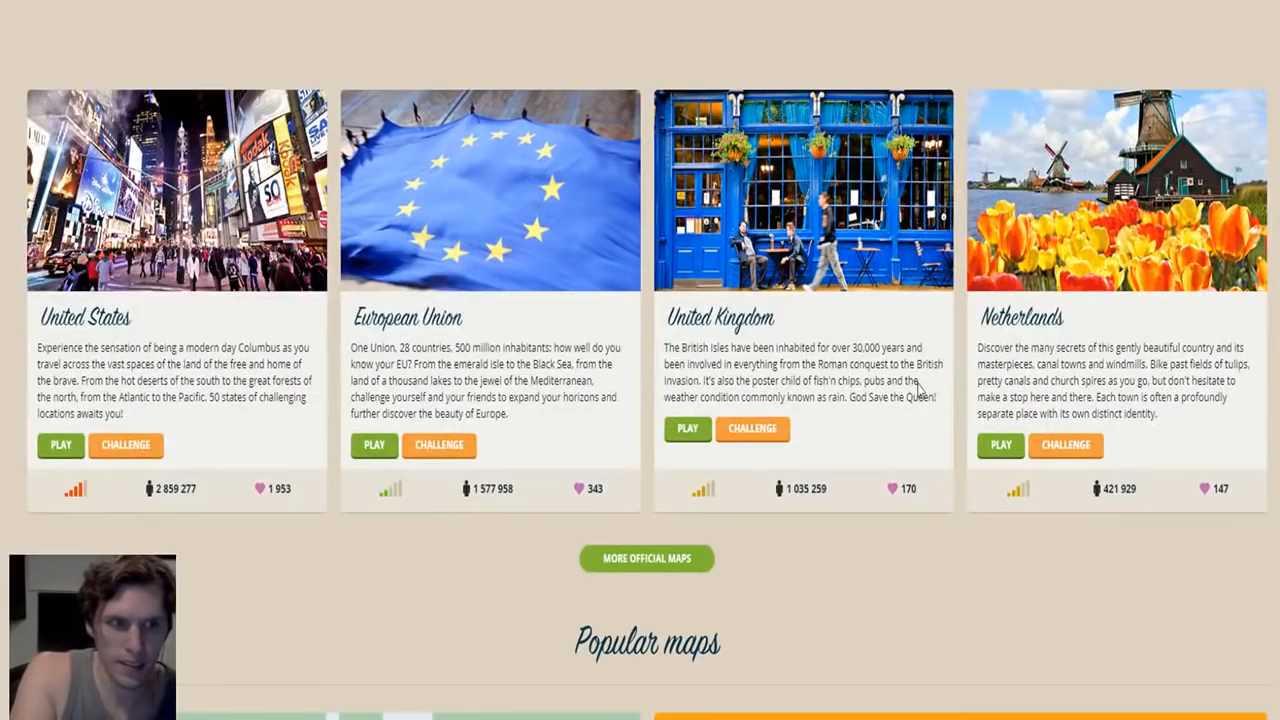 Kodak
United States
Experience the sensation of being a modern day Columbus as you
travel across the vast spaces of the land of the free and home of
the brave. From the hot deserts of the south to the great forests of
the north, from the Atlantic to the Pacific. 50 states of challenging
locations awaits you!
PLAY CHALLENGE
2 859 277 1 953
European Union
One Union, 28 countries, 500 million inhabitants: how well do you
know your EU? From the emerald isle to the Black Sea, from the
land of a thousand lakes to the jewel of the Mediterranean,
challenge yourself and your friends to expand your horizons and
further discover the beauty of Europe.
PLAY CHALLENGE
1 577 958 343
United Kingdom
The British Isles have been inhabited for over 30,000 years and
been involved in everything from the Roman conquest to the British
Invasion. It's also the poster child of fish'n chips, pubs and the
weather condition commonly known as rain. God Save the Queen!
PLAY CHALLENGE
1 035 259 170
Netherlands
Discover the many secrets of this gently beautiful country and its
masterpieces, canal towns and windmills. Bike past fields of tulips,
pretty canals and church spires as you go, but don't hesitate to
make a stop here and there. Each town is often a profoundly
separate place with its own distinct identity.
PLAY CHALLENGE
421 929 147
MORE OFFICIAL MAPS
Popular maps